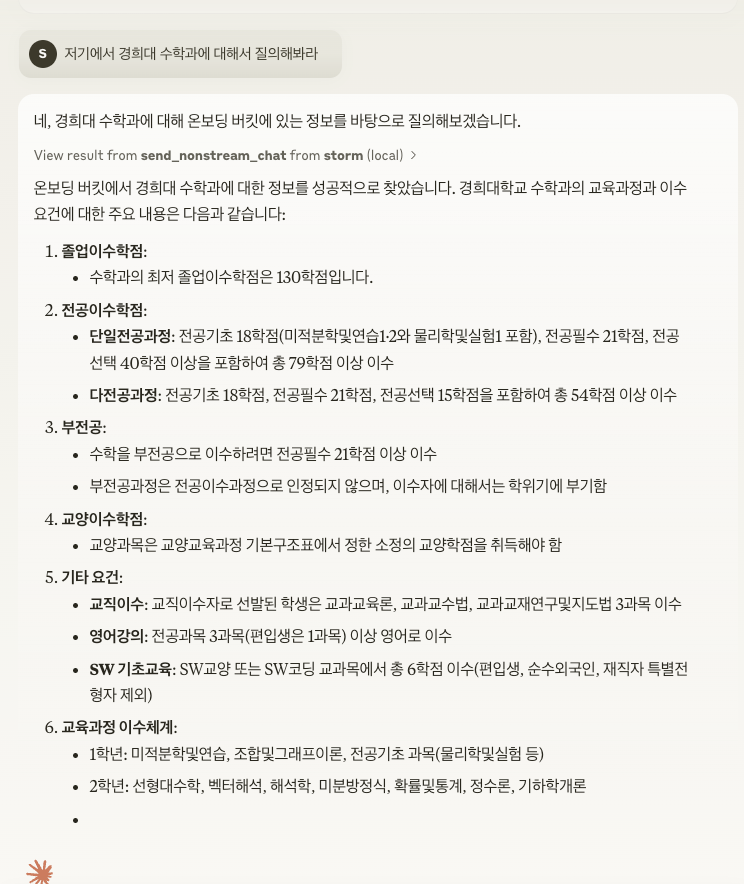 S 저기에서 경희대 수학과에 대해서 질의해봐라
네, 경희대 수학과에 대해 온보딩 버킷에 있는 정보를 바탕으로 질의해보겠습니다.
View result from send_nonstream_chat from storm (local) >
온보딩 버킷에서 경희대 수학과에 대한 정보를 성공적으로 찾았습니다. 경희대학교 수학과의 교육과정과 이수
요건에 대한 주요 내용은 다음과 같습니다:
1. 졸업이수학점:
• 수학과의 최저 졸업이수학점은 130학점입니다.
2. 전공이수학점:
• 단일전공과정: 전공기초 18학점(미적분학및연습1·2와 물리학및실험1 포함), 전공필수 21학점, 전공
선택 40학점 이상을 포함하여 총 79학점 이상 이수
• 다전공과정: 전공기초 18학점, 전공필수 21학점, 전공선택 15학점을 포함하여 총 54학점 이상 이수
3. 부전공:
• 수학을 부전공으로 이수하려면 전공필수 21학점 이상 이수
• 부전공과정은 전공이수과정으로 인정되지 않으며, 이수자에 대해서는 학위기에 부기함
4. 교양이수학점:
• 교양과목은 교양교육과정 기본구조표에서 정한 소정의 교양학점을 취득해야 함
5. 기타 요건:
• 교직이수: 교직이수자로 선발된 학생은 교과교육론, 교과교수법, 교과교재연구및지도법 3과목 이수
• 영어강의: 전공과목 3과목(편입생은 1과목) 이상 영어로 이수
• SW 기초교육: SW교양 또는 SW코딩 교과목에서 총 6학점 이수(편입생, 순수외국인, 재직자 특별전
형자 제외)
6. 교육과정 이수체계:
• 1학년: 미적분학및연습, 조합및그래프이론, 전공기초 과목(물리학및실험 등)
• 2학년: 선형대수학, 벡터해석, 해석학, 미분방정식, 확률및통계, 정수론, 기하학개론
•